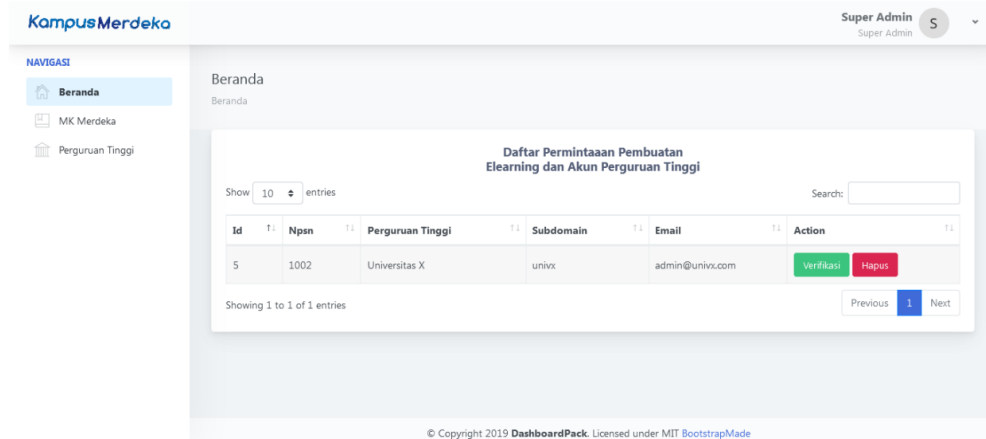 KampusMerdeka
Super Admin
Super Admin
S
NAVIGASI
Beranda
MK Merdeka
Perguruan Tinggi
Beranda
Beranda
Daftar Permintaaan Pembuatan
Elearning dan Akun Perguruan Tinggi
Show 10 entries
Search:
Id Npsn Perguruan Tinggi Subdomain Email Action
5 1002 Universitas X univx admin@univx.com Verifikasi Hapus
Showing 1 to 1 of 1 entries
Previous 1 Next
© Copyright 2019 DashboardPack. Licensed under MIT BootstrapMade